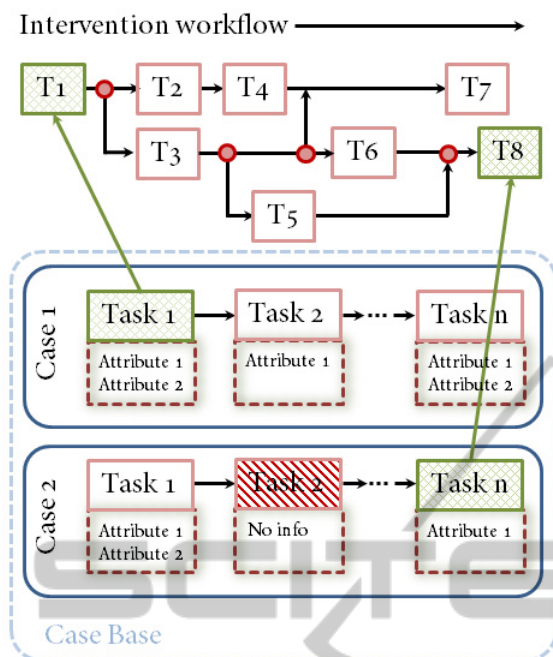 Intervention workflow
T1
T2
T4
T7
T3
T6
T8
T5
Case 1
Task 1
Task 2
...
Task n
Attribute 1
Attribute 2
Attribute 1
Attribute 1
Attribute 2
Case 2
Task 1
Task 2
...
Task n
Attribute 1
Attribute 2
No info
Attribute 1
SCITE
Case Base